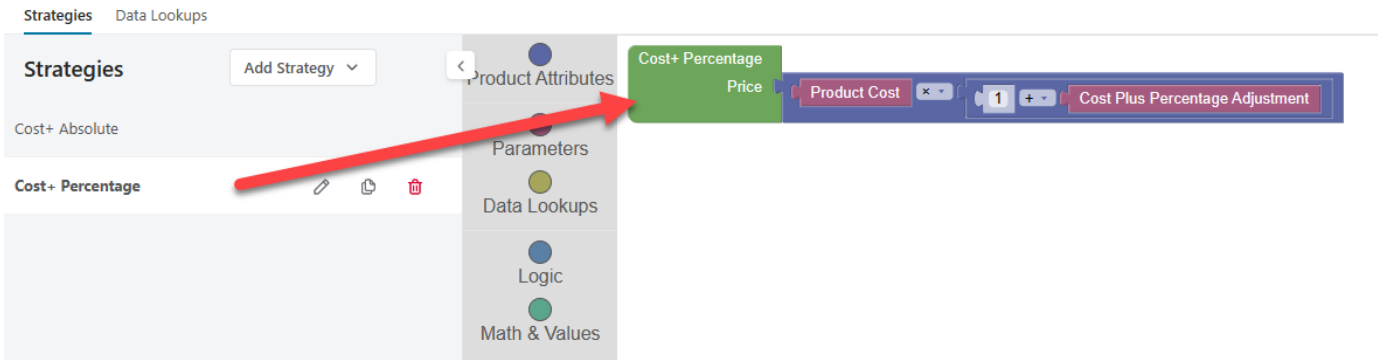 Strategies Data Lookups
Strategies
Add Strategy
Cost+ Absolute
Cost+ Percentage
Product Attributes
Parameters
Data Lookups
Logic
Math & Values
Cost+ Percentage
Price Product Cost × 1 + Cost Plus Percentage Adjustment